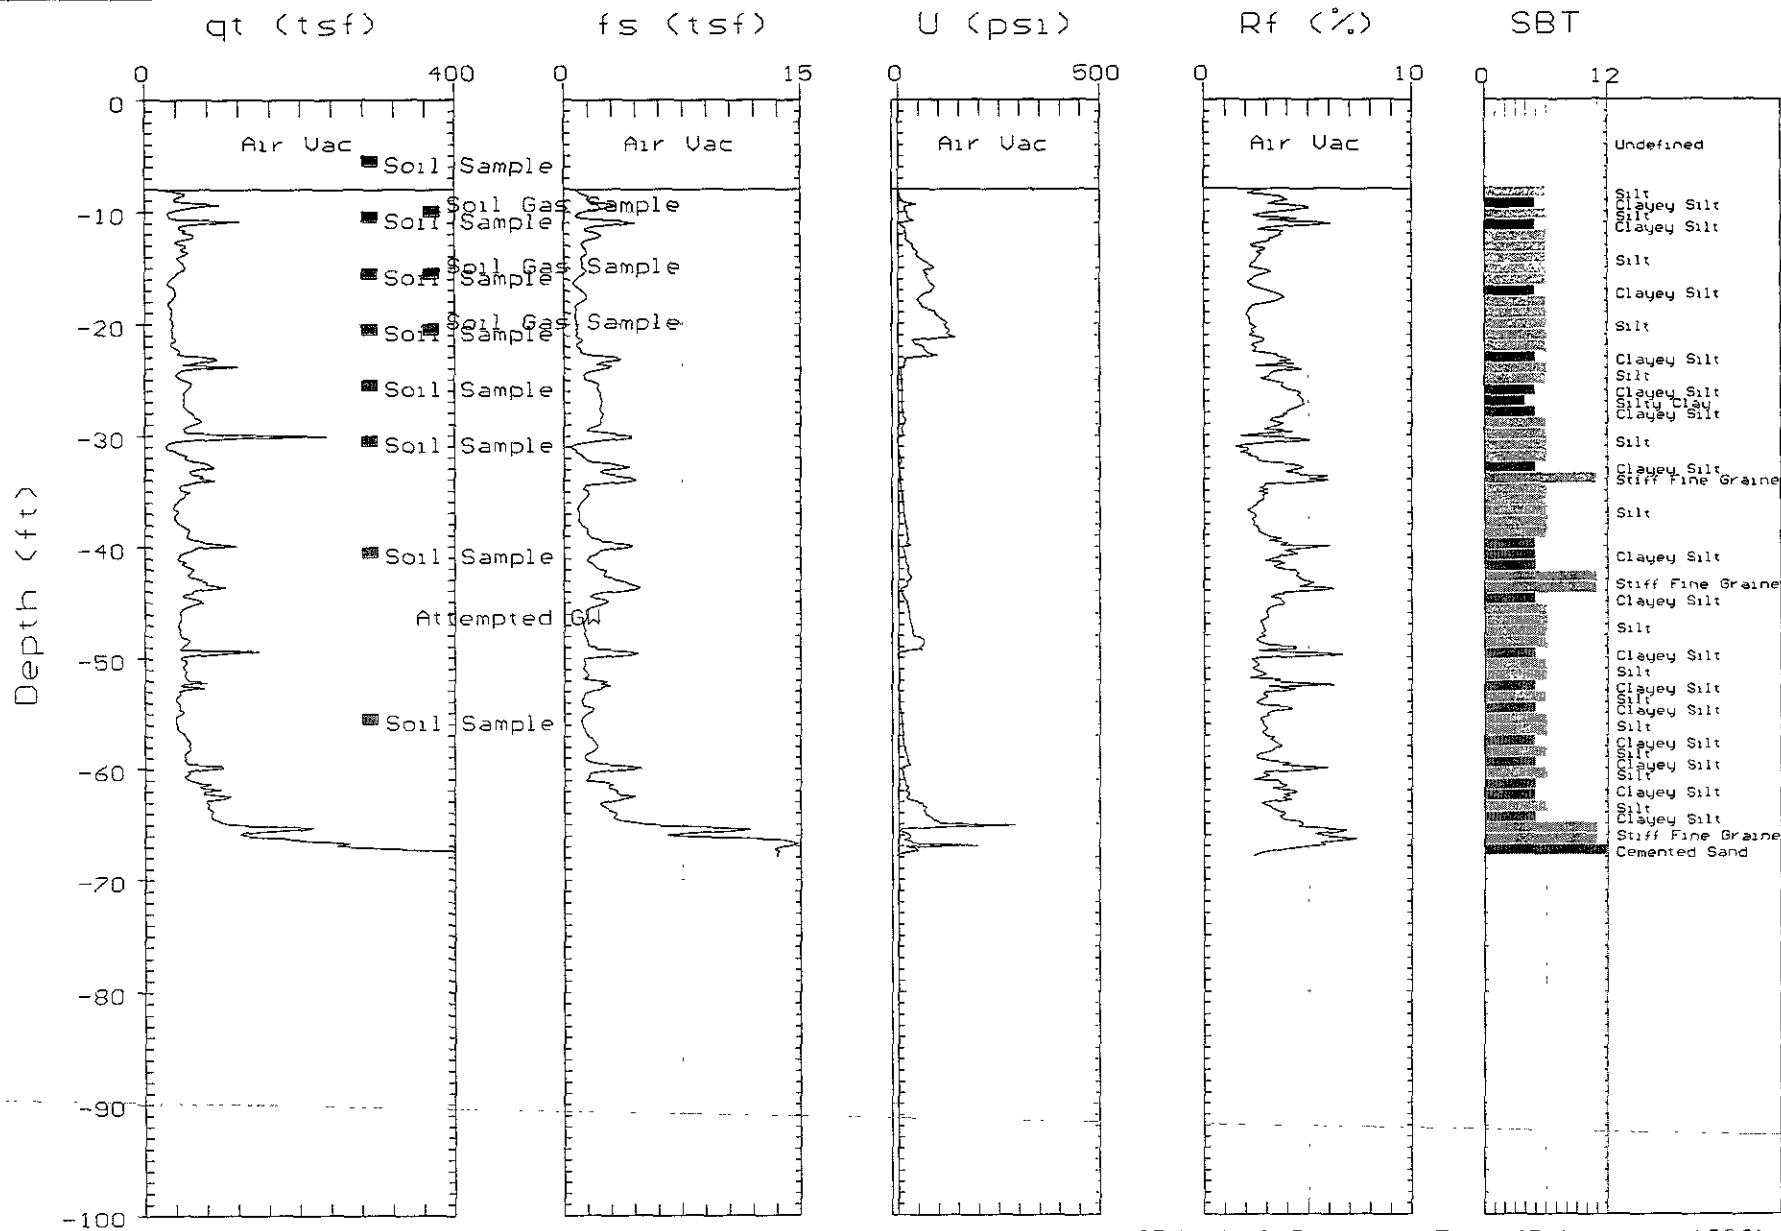 qt (tsf) fs (tsf) U (psi) Rf (%) SBT
0 400 0 15 0 500 0 10 0 12
Depth (ft)
0
-10
-20
-30
-40
-50
-60
-70
-80
-90
-100
Air Vac
Soil Sample
Soil Gas Sample
Soil Sample
Soil Gas Sample
Soil Sample
Soil Gas Sample
Soil Sample
Soil Sample
Soil Sample
Soil Sample
Attempted GW
Soil Sample
Air Vac
Air Vac
Air Vac
Undefined
Silt
Clayey Silt
Silt
Clayey Silt
Silt
Clayey Silt
Silt
Clayey Silt
Silt
Clayey Silt
Silty Clay
Clayey Silt
Silt
Clayey Silt
Stiff Fine Graine
Silt
Clayey Silt
Stiff Fine Graine
Clayey Silt
Silt
Clayey Silt
Silt
Clayey Silt
Silt
Clayey Silt
Silt
Clayey Silt
Silt
Clayey Silt
Silt
Clayey Silt
Silt
Clayey Silt
Stiff Fine Graine
Cemented Sand